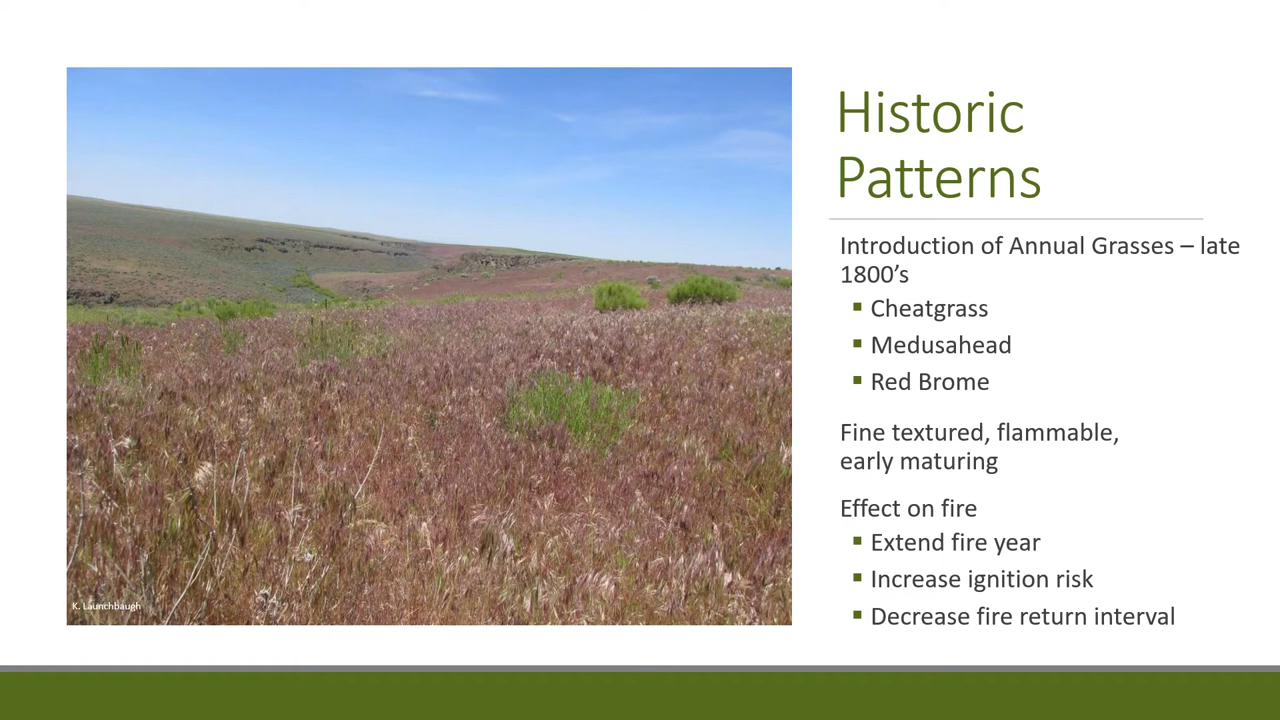 Historic
Patterns
Introduction of Annual Grasses – late
1800’s
Cheatgrass
Medusahead
Red Brome
Fine textured, flammable,
early maturing
Effect on fire
Extend fire year
Increase ignition risk
Decrease fire return interval
K. Launchbaugh